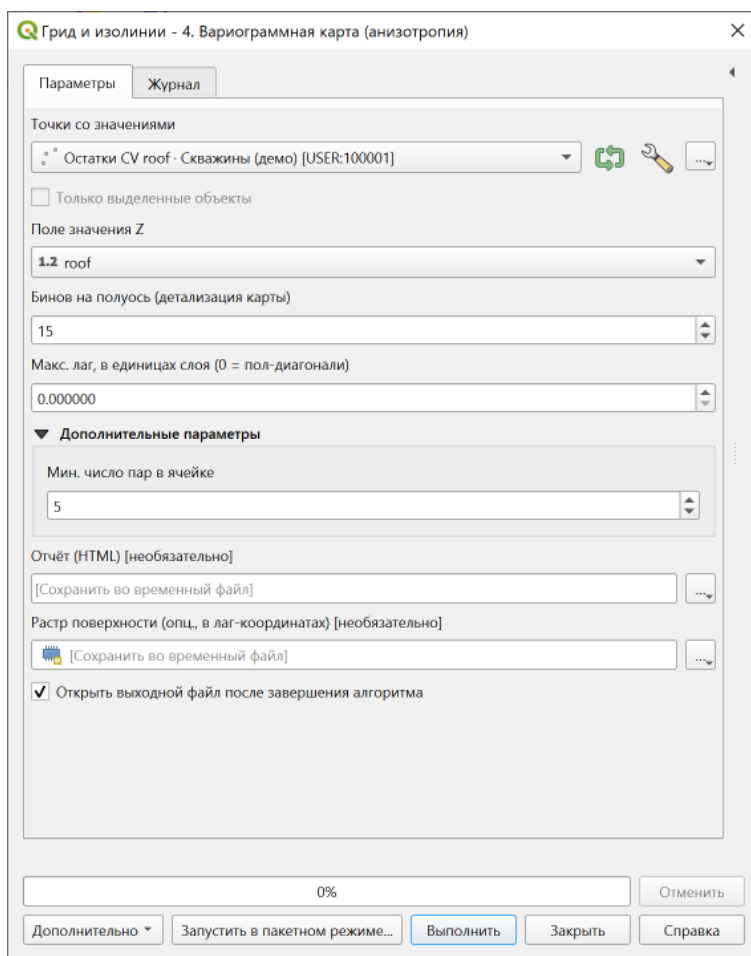 Грид и изолинии - 4. Вариограммная карта (анизотропия)
Параметры
Журнал
Точки со значениями
Остатки CV roof · Скважины (демо) [USER:100001]
...
Только выделенные объекты
Поле значения Z
1.2 roof
Бинов на полуось (детализация карты)
15
Макс. лаг, в единицах слоя (0 = пол-диагонали)
0.000000
Дополнительные параметры
Мин. число пар в ячейке
5
Отчёт (HTML) [необязательно]
[Сохранить во временный файл]
...
Растр поверхности (опц., в лаг-координатах) [необязательно]
[Сохранить во временный файл]
...
Открыть выходной файл после завершения алгоритма
0%
Отменить
Дополнительно
Запустить в пакетном режиме...
Выполнить
Закрыть
Справка